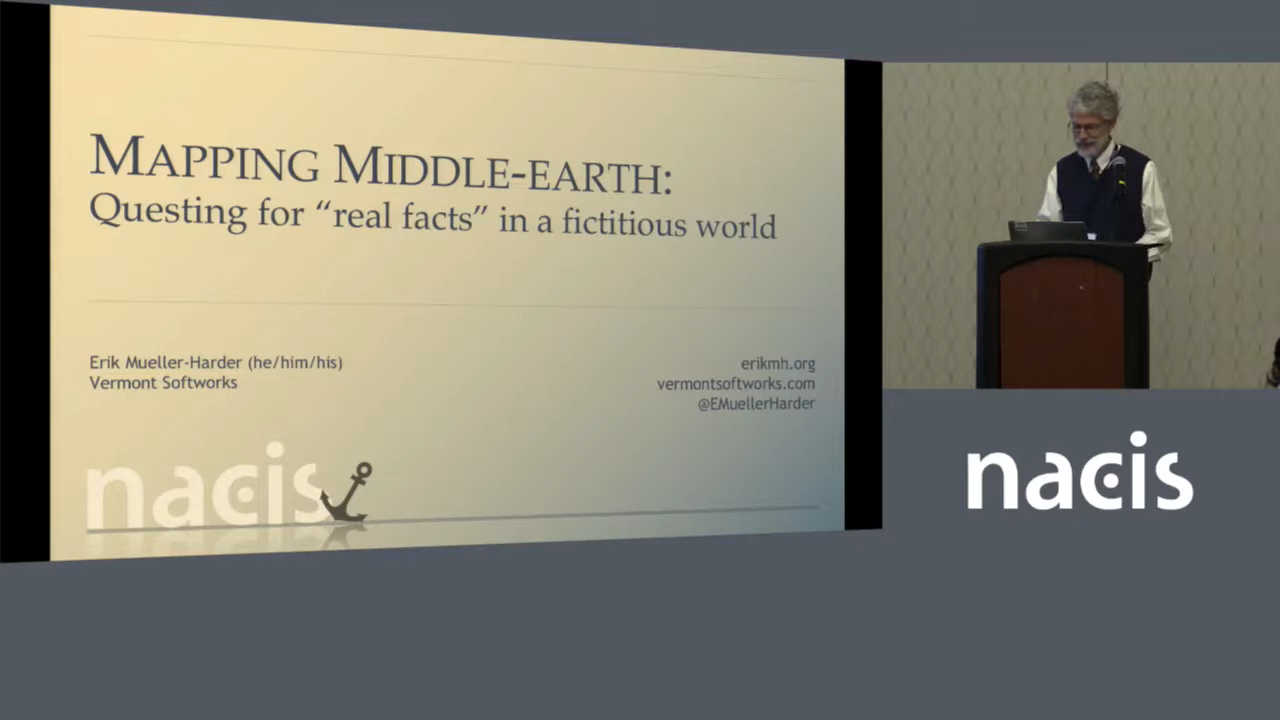 MAPPING MIDDLE-EARTH:
Questing for “real facts” in a fictitious world
Erik Mueller-Harder (he/him/his)
Vermont Softworks
erikmh.org
vermontsoftworks.com
@EMuellerHarder
nacis
nacis